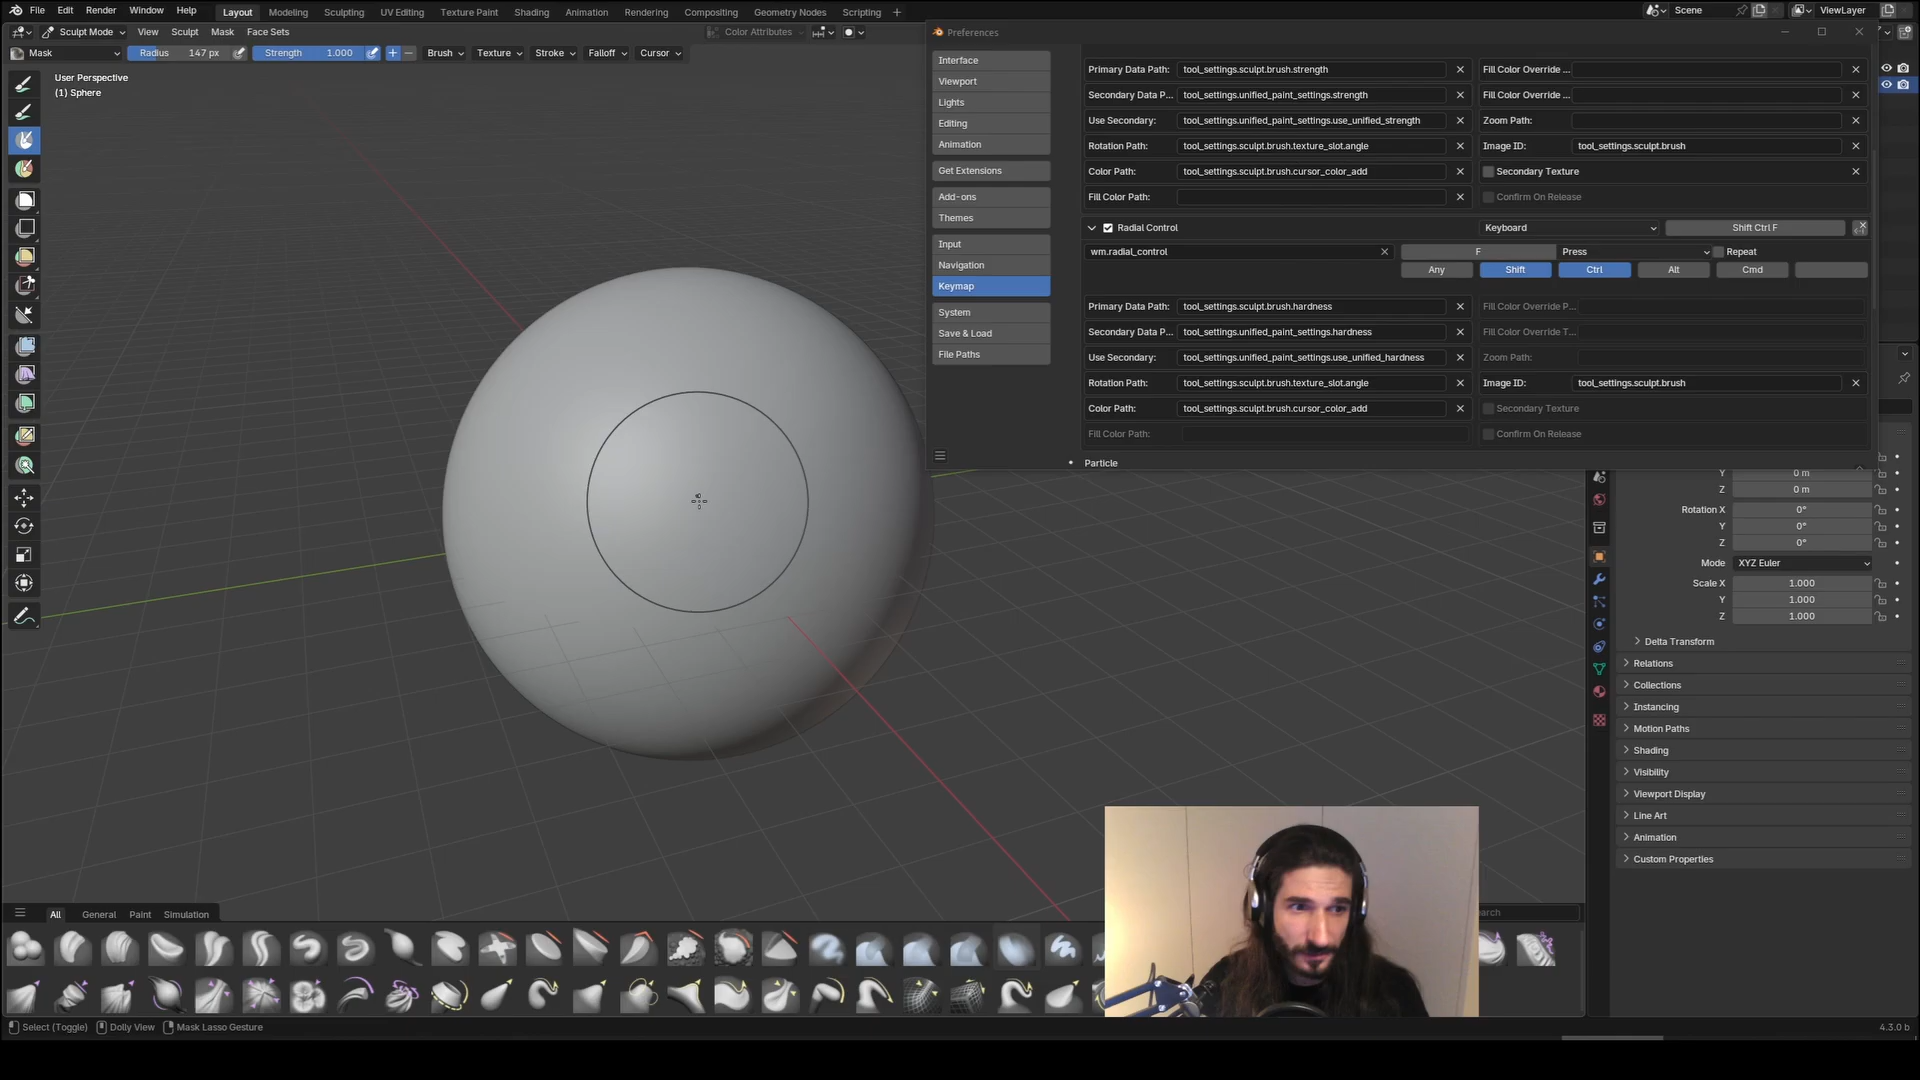 File Edit Render Window Help
Layout Modeling Sculpting UV Editing Texture Paint Shading Animation Rendering Compositing Geometry Nodes Scripting +
Scene
ViewLayer
Sculpt Mode View Sculpt Mask Face Sets
Color Attributes
Mask
Radius 147 px
Strength 1.000
Brush Texture Stroke Falloff Cursor
User Perspective
(1) Sphere
Preferences
Interface
Viewport
Lights
Editing
Animation
Get Extensions
Add-ons
Themes
Input
Navigation
Keymap
System
Save & Load
File Paths
Primary Data Path: tool_settings.sculpt.brush.strength
Fill Color Override ...
Secondary Data P... tool_settings.unified_paint_settings.strength
Fill Color Override ...
Use Secondary: tool_settings.unified_paint_settings.use_unified_strength
Zoom Path:
Rotation Path: tool_settings.sculpt.brush.texture_slot.angle
Image ID: tool_settings.sculpt.brush
Color Path: tool_settings.sculpt.brush.cursor_color_add
Secondary Texture
Fill Color Path:
Confirm On Release
Radial Control
Keyboard
Shift Ctrl F
wm.radial_control
F
Press
Repeat
Any Shift Ctrl Alt Cmd
Primary Data Path: tool_settings.sculpt.brush.hardness
Fill Color Override P...
Secondary Data P... tool_settings.unified_paint_settings.hardness
Fill Color Override T...
Use Secondary: tool_settings.unified_paint_settings.use_unified_hardness
Zoom Path:
Rotation Path: tool_settings.sculpt.brush.texture_slot.angle
Image ID: tool_settings.sculpt.brush
Color Path: tool_settings.sculpt.brush.cursor_color_add
Secondary Texture
Fill Color Path:
Confirm On Release
Particle
Y 0 m
Z 0 m
Rotation X 0°
Y 0°
Z 0°
Mode XYZ Euler
Scale X 1.000
Y 1.000
Z 1.000
Delta Transform
Relations
Collections
Instancing
Motion Paths
Shading
Visibility
Viewport Display
Line Art
Animation
Custom Properties
All General Paint Simulation
Select (Toggle) Dolly View Mask Lasso Gesture
4.3.0 b